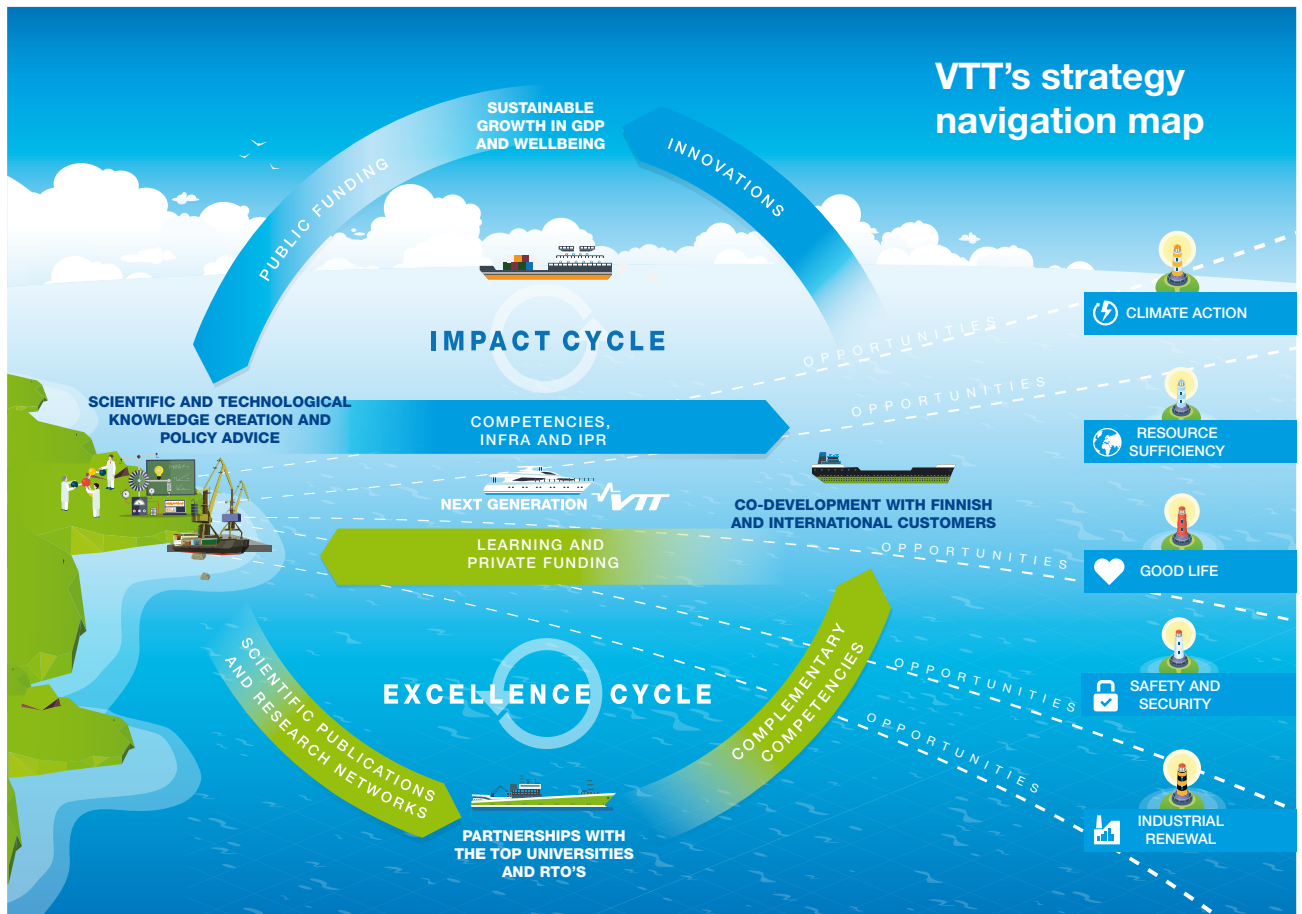 VTT's strategy
navigation map
SUSTAINABLE
GROWTH IN GDP
AND WELLBEING
PUBLIC FUNDING
INNOVATIONS
IMPACT CYCLE
OPPORTUNITIES
CLIMATE ACTION
SCIENTIFIC AND TECHNOLOGICAL
KNOWLEDGE CREATION AND
POLICY ADVICE
COMPETENCIES,
INFRA AND IPR
OPPORTUNITIES
RESOURCE
SUFFICIENCY
NEXT GENERATION VTT
CO-DEVELOPMENT WITH FINNISH
AND INTERNATIONAL CUSTOMERS
LEARNING AND
PRIVATE FUNDING
OPPORTUNITIES
GOOD LIFE
SCIENTIFIC PUBLICATIONS
AND RESEARCH NETWORKS
EXCELLENCE CYCLE
COMPLEMENTARY
COMPETENCIES
OPPORTUNITIES
SAFETY AND
SECURITY
OPPORTUNITIES
INDUSTRIAL
RENEWAL
PARTNERSHIPS WITH
THE TOP UNIVERSITIES
AND RTO'S